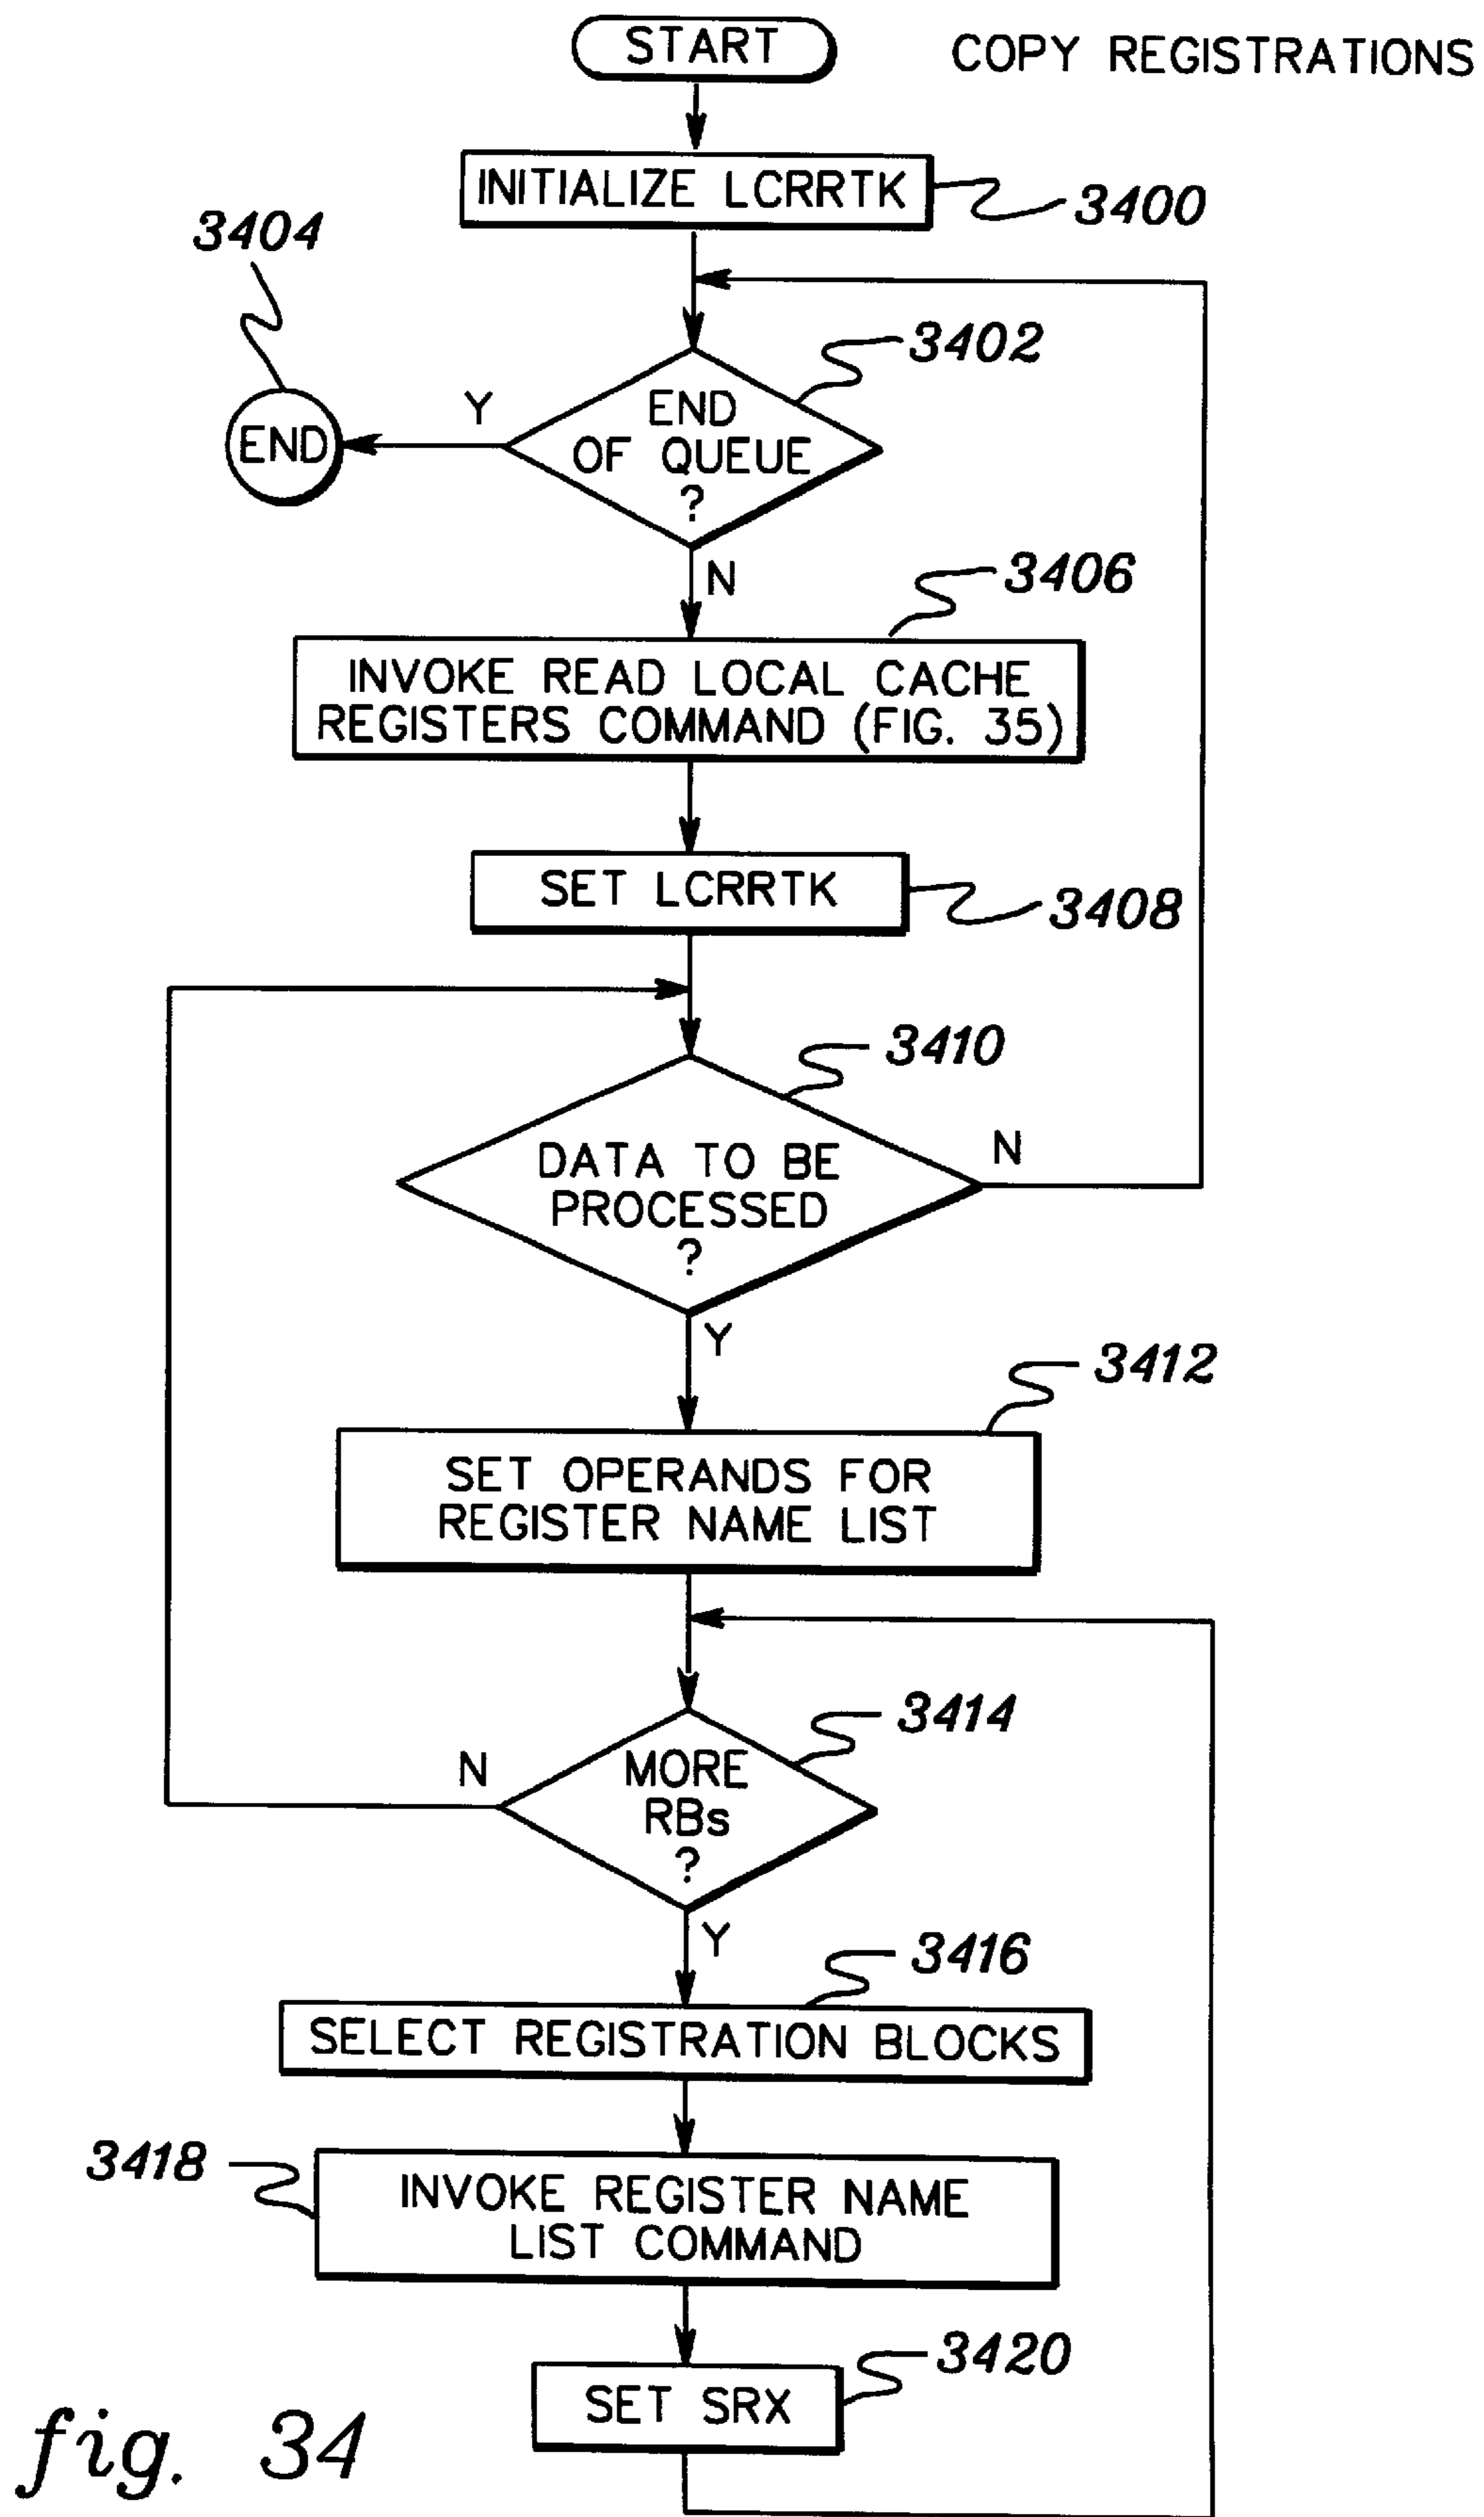 START
COPY REGISTRATIONS
INITIALIZE LCRRTK
3400
3404
3402
Y
END
END
OF QUEUE
?
N
3406
INVOKE READ LOCAL CACHE
REGISTERS COMMAND (FIG. 35)
SET LCRRTK
3408
3410
DATA TO BE
PROCESSED
?
N
Y
3412
SET OPERANDS FOR
REGISTER NAME LIST
3414
N
MORE
RBs
?
Y
3416
SELECT REGISTRATION BLOCKS
3418
INVOKE REGISTER NAME
LIST COMMAND
3420
SET SRX
fig. 34